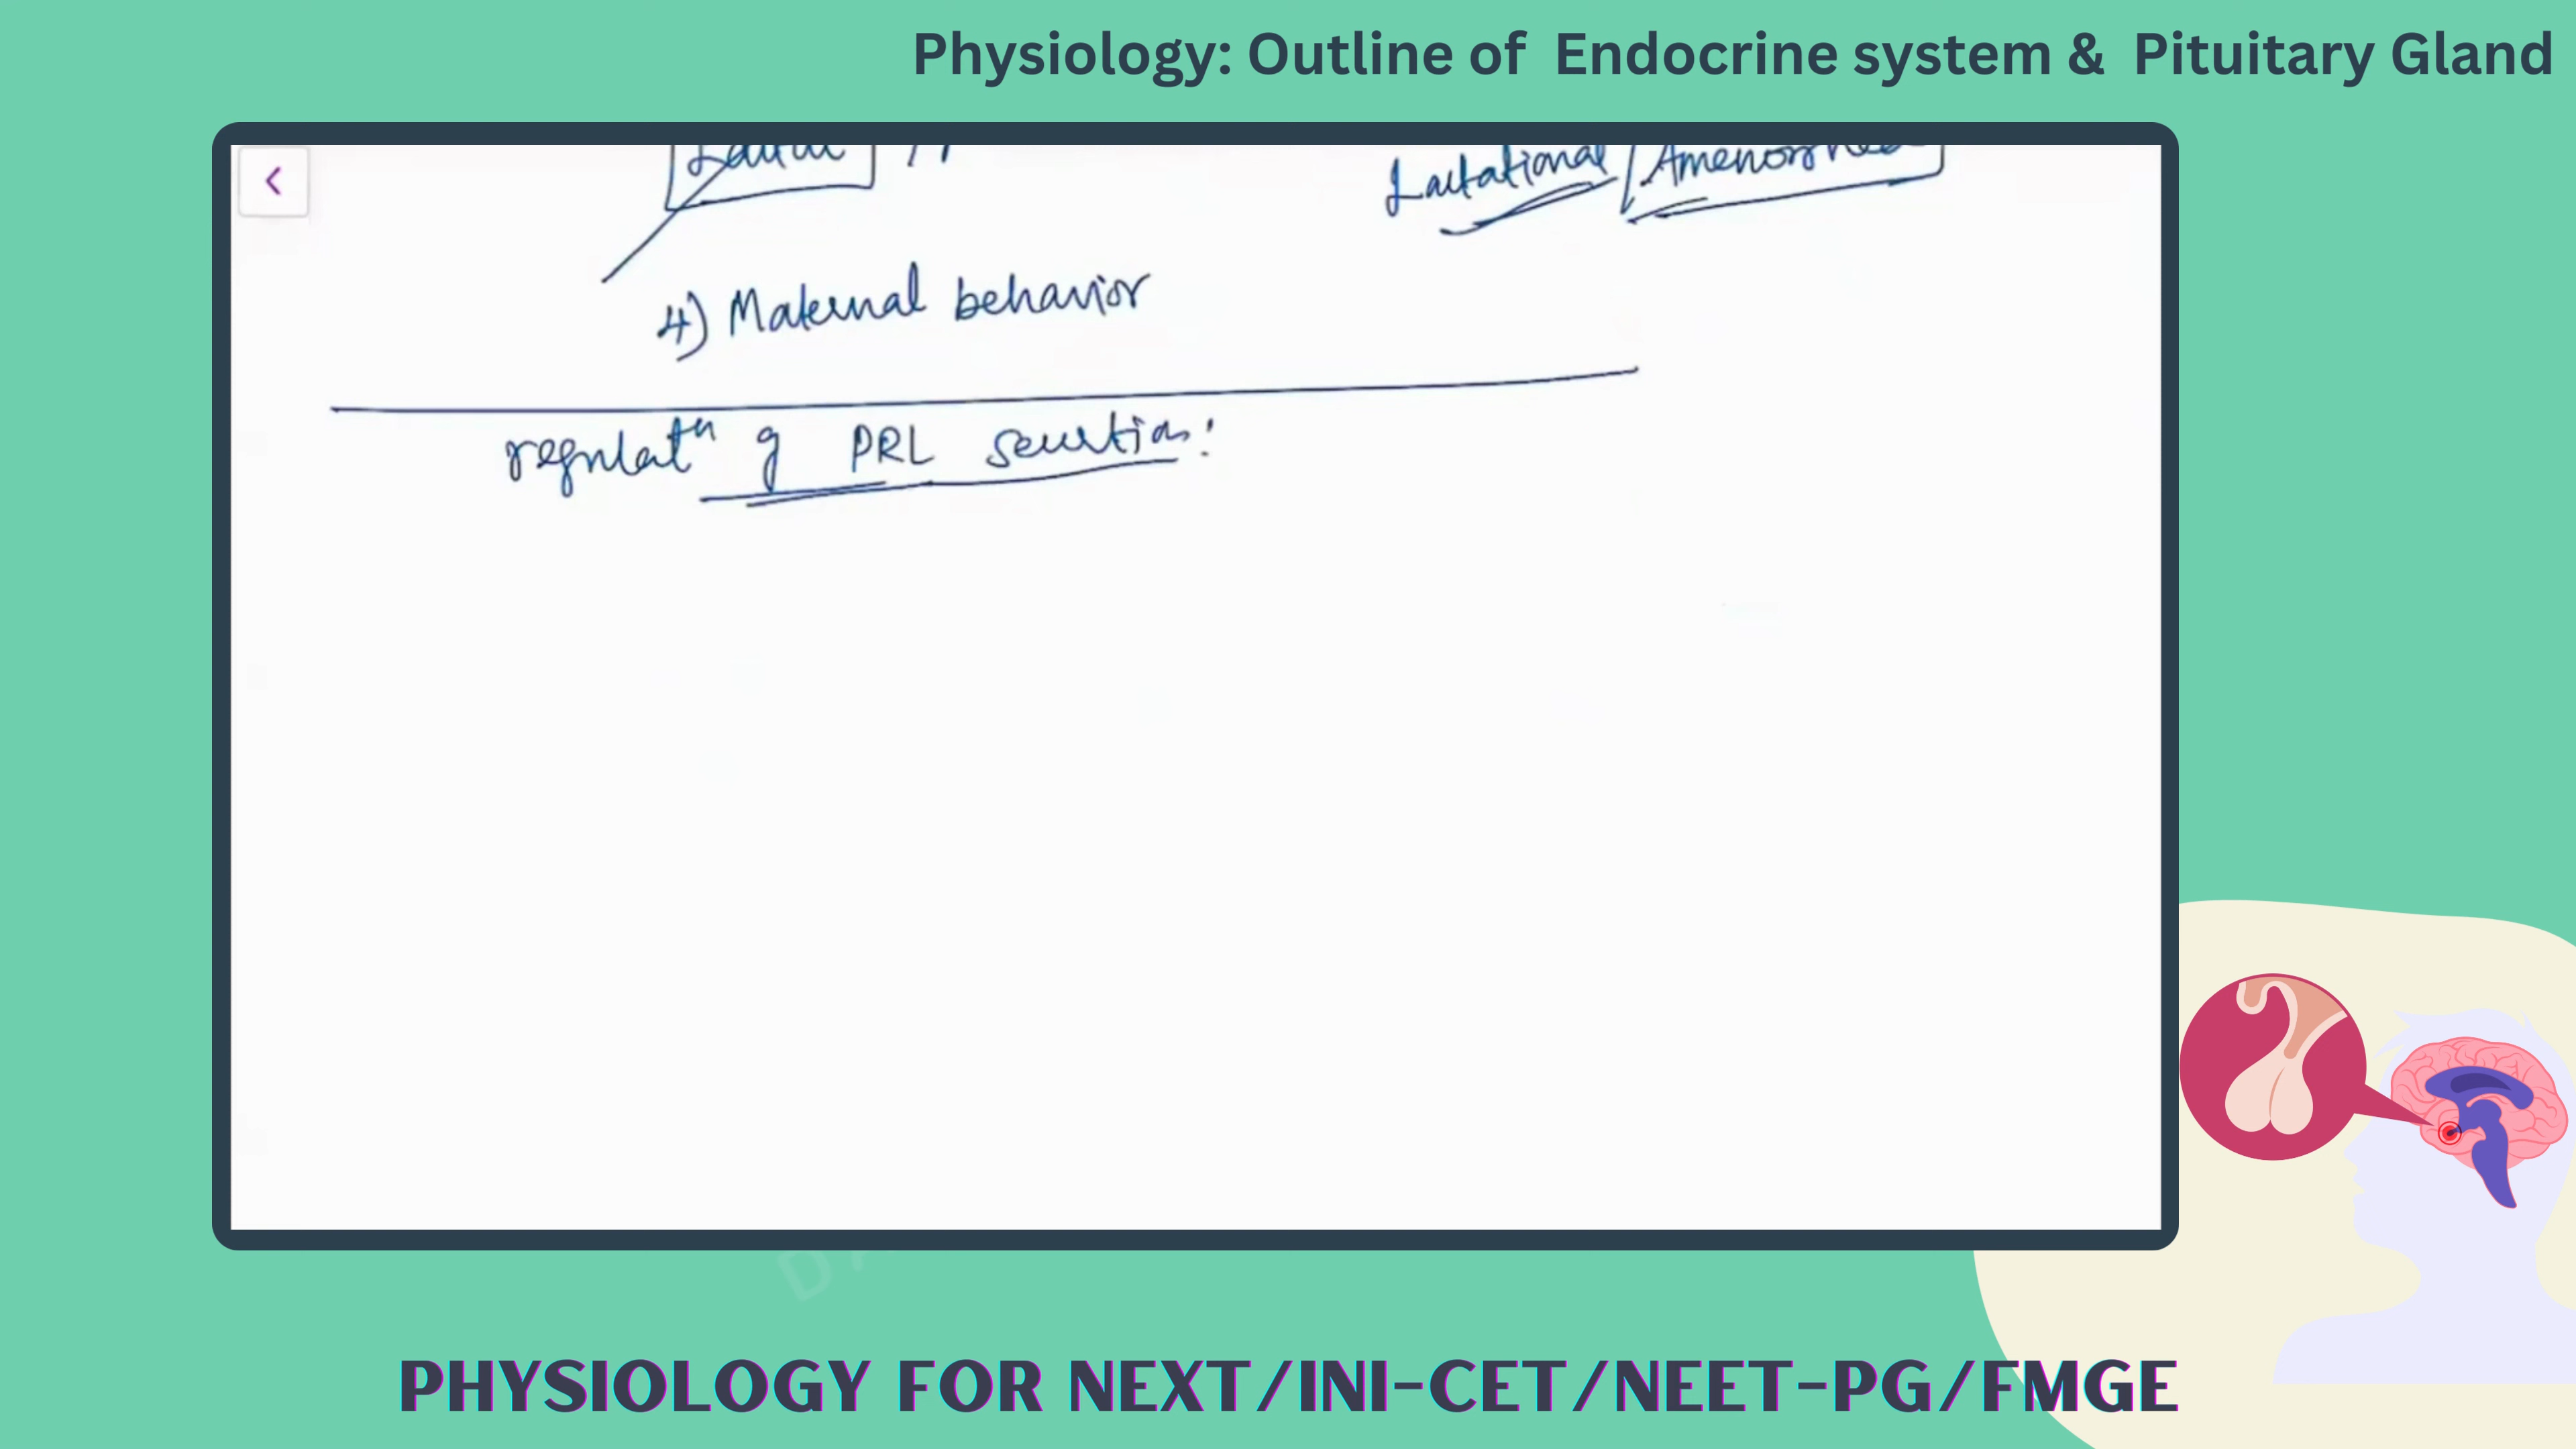 Physiology: Outline of Endocrine system & Pituitary Gland
Lactational Amenorrhea
4) Maternal behavior
regulatn of PRL secretion:
PHYSIOLOGY FOR NEXT/INI-CET/NEET-PG/FMGE